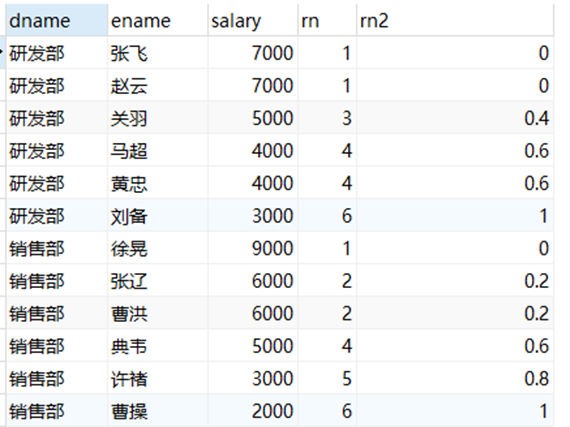 dname ename salary rn rn2
研发部 张飞 7000 1 0
研发部 赵云 7000 1 0
研发部 关羽 5000 3 0.4
研发部 马超 4000 4 0.6
研发部 黄忠 4000 4 0.6
研发部 刘备 3000 6 1
销售部 徐晃 9000 1 0
销售部 张辽 6000 2 0.2
销售部 曹洪 6000 2 0.2
销售部 典韦 5000 4 0.6
销售部 许褚 3000 5 0.8
销售部 曹操 2000 6 1